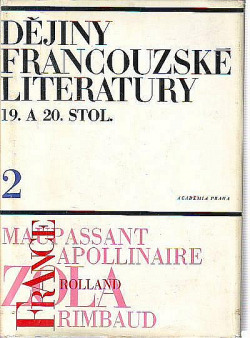 DĚJINY
FRANCOUZSKÉ
LITERATURY
19. A 20. STOL.
2
ACADEMIA PRAHA
MAUPASSANT
APOLLINAIRE
ZOLA
ROLLAND
FRANCE
RIMBAUD